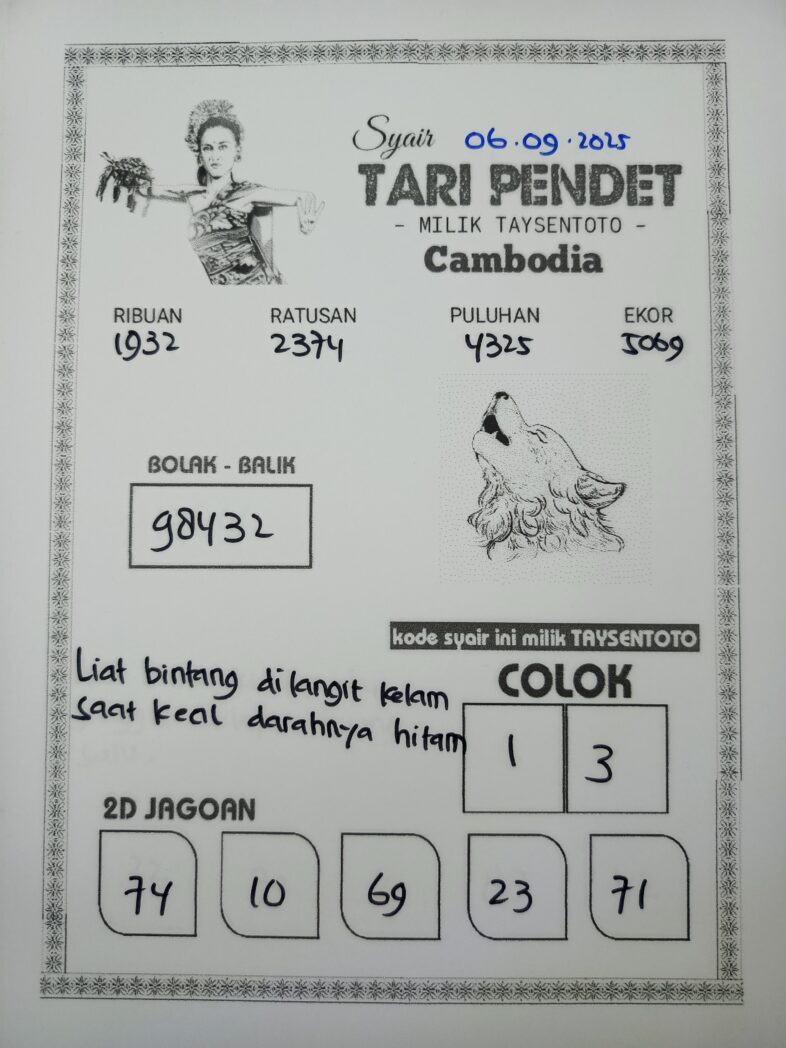 Syair 06.09.2025
TARI PENDET
- MILIK TAYSENTOTO -
Cambodia
RIBUAN RATUSAN PULUHAN EKOR
1932 2374 4325 5069
BOLAK - BALIK
98432
kode syair ini milik TAYSENTOTO
COLOK
1 3
Liat bintang di langit kelam
saat keal darahnya hitam
2D JAGOAN
74 10 69 23 71